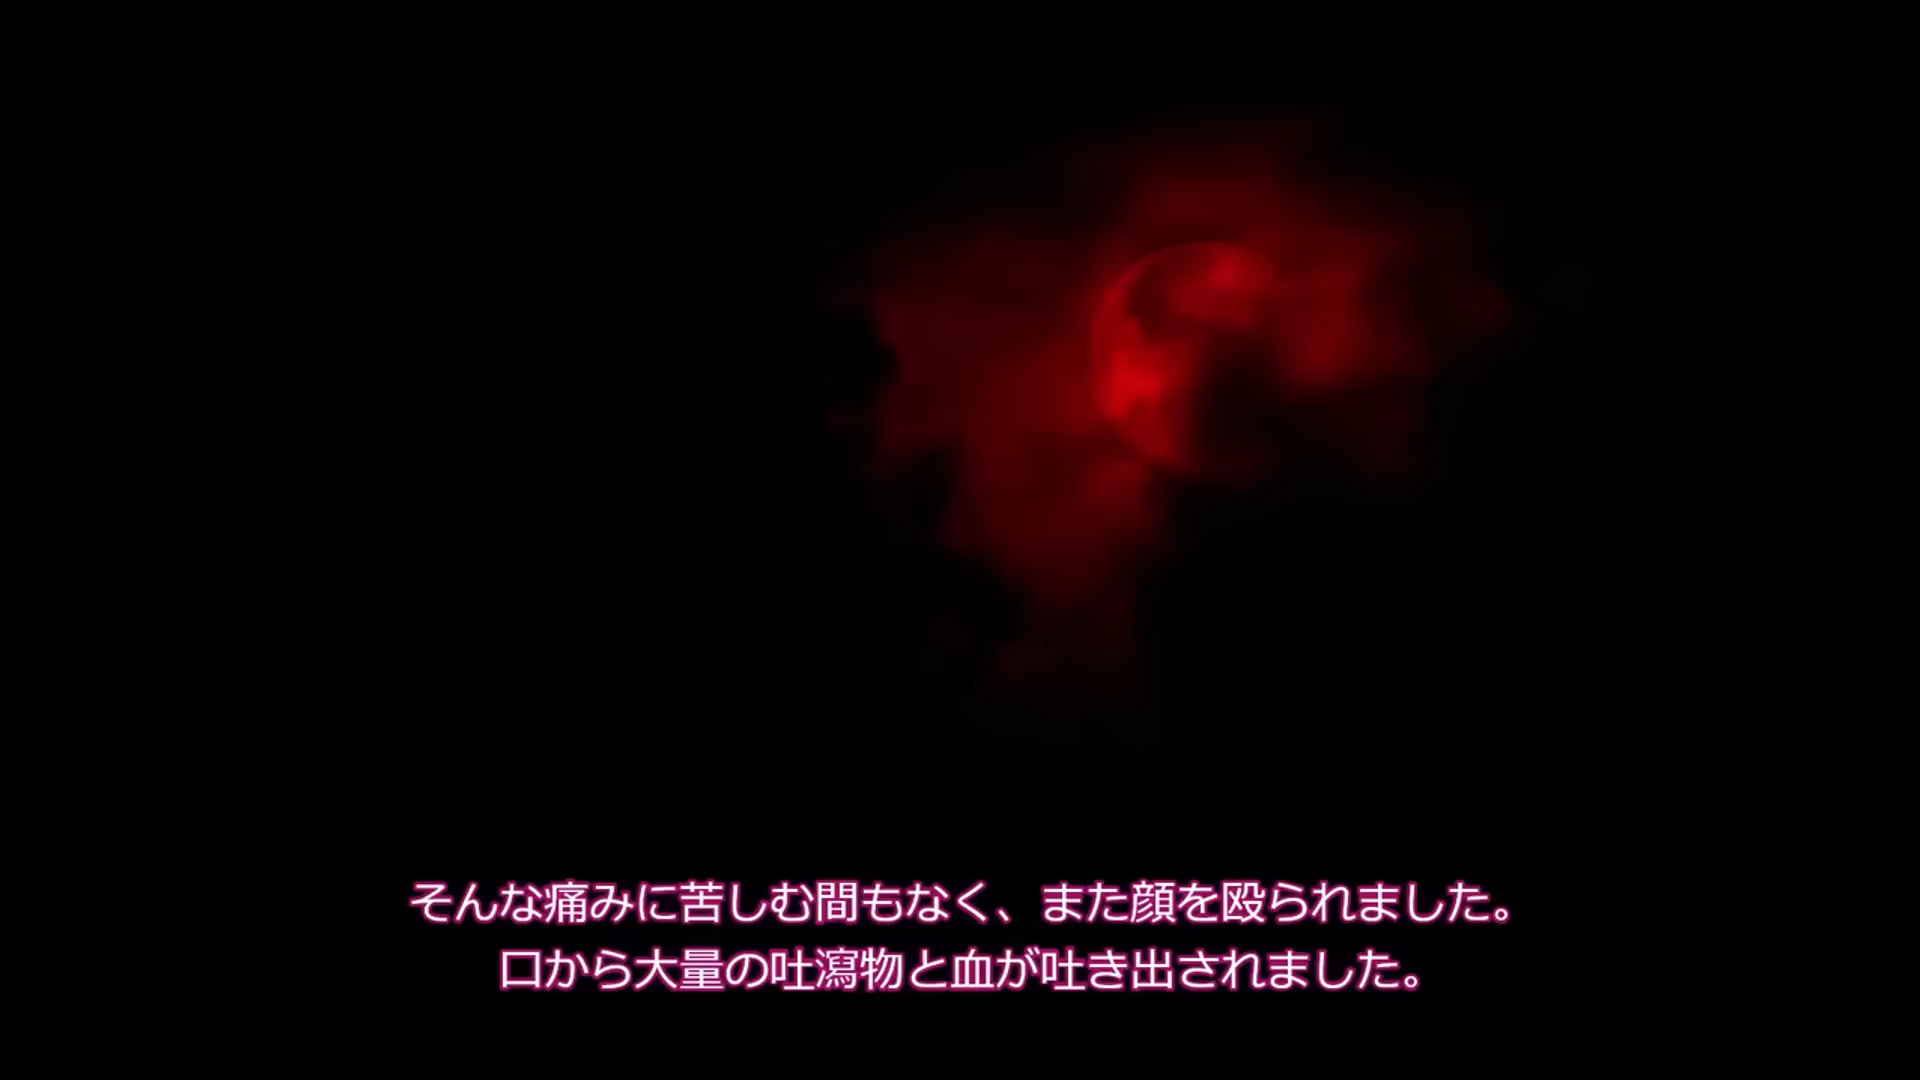 そんな痛みに苦しむ間もなく、また顔を殴られました。
口から大量の吐瀉物と血が吐き出されました。